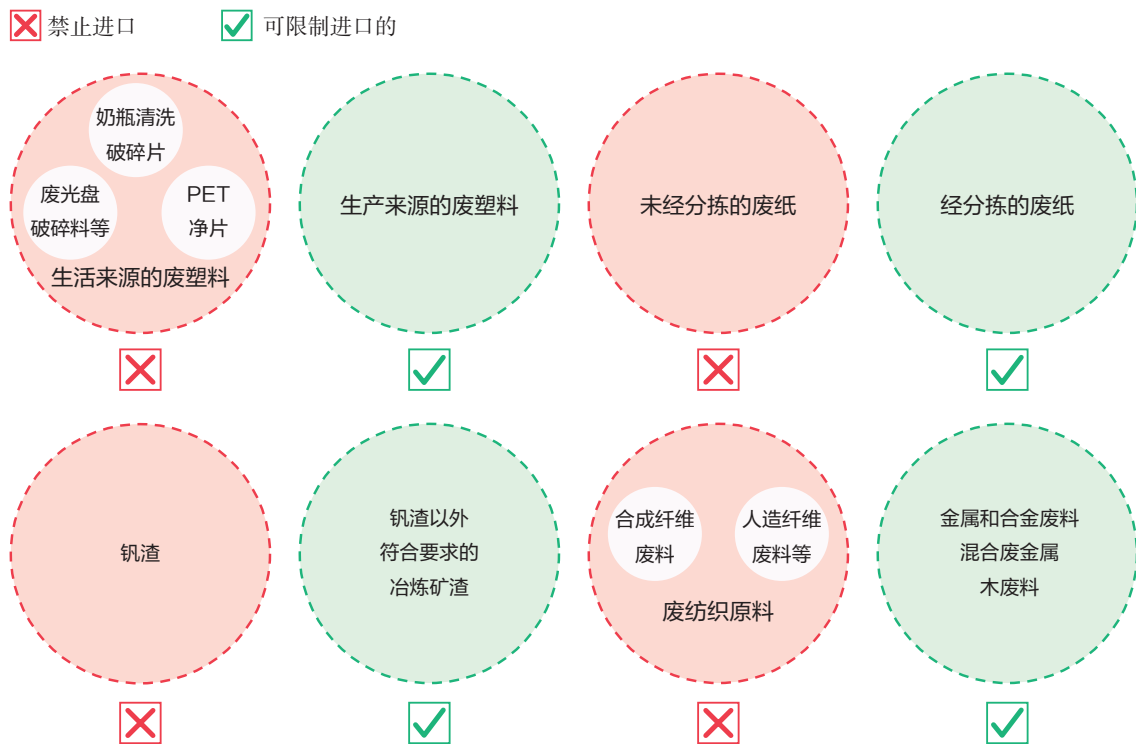 禁止进口
可限制进口的
奶瓶清洗
破碎片
废光盘
破碎料等
PET
净片
生活来源的废塑料
生产来源的废塑料
未经分拣的废纸
经分拣的废纸
钒渣
钒渣以外
符合要求的
冶炼矿渣
合成纤维
废料
人造纤维
废料等
废纺织原料
金属和合金废料
混合废金属
木废料